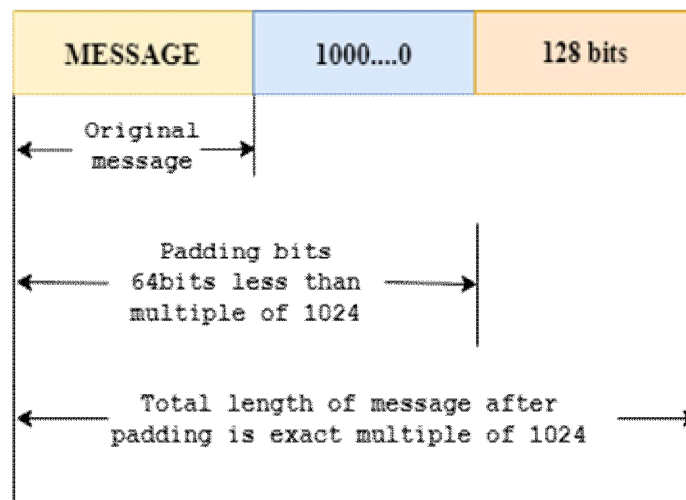 MESSAGE 1000....0 128 bits
Original
message
Padding bits
64bits less than
multiple of 1024
Total length of message after
padding is exact multiple of 1024